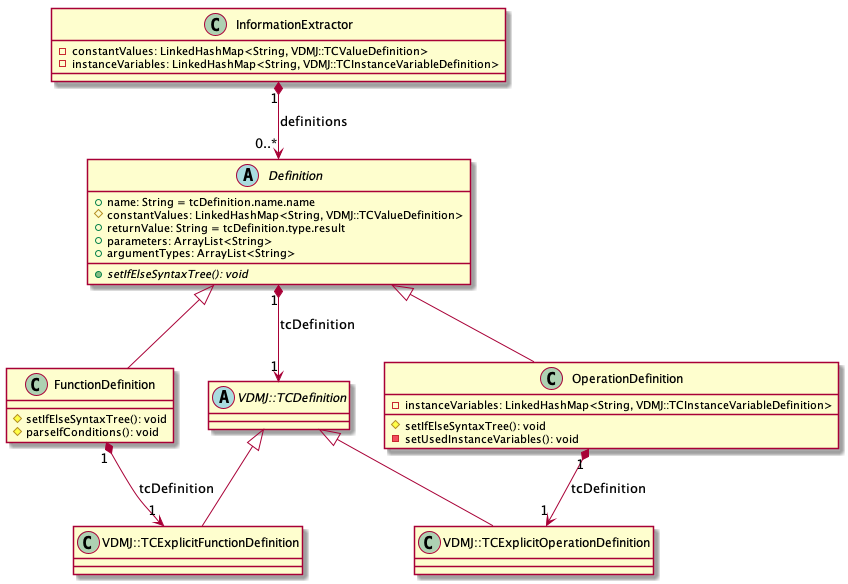 C InformationExtractor
constantValues: LinkedHashMap<String, VDMJ::TCValueDefinition>
instanceVariables: LinkedHashMap<String, VDMJ::TCInstanceVariableDefinition>
1
definitions
0..*
A Definition
name: String = tcDefinition.name.name
constantValues: LinkedHashMap<String, VDMJ::TCValueDefinition>
returnValue: String = tcDefinition.type.result
parameters: ArrayList<String>
argumentTypes: ArrayList<String>
setIfElseSyntaxTree(): void
1
tcDefinition
1
C FunctionDefinition
setIfElseSyntaxTree(): void
parseIfConditions(): void
A VDMJ::TCDefinition
C OperationDefinition
instanceVariables: LinkedHashMap<String, VDMJ::TCInstanceVariableDefinition>
setIfElseSyntaxTree(): void
setUsedInstanceVariables(): void
1
tcDefinition
1
1
tcDefinition
1
C VDMJ::TCExplicitFunctionDefinition
C VDMJ::TCExplicitOperationDefinition